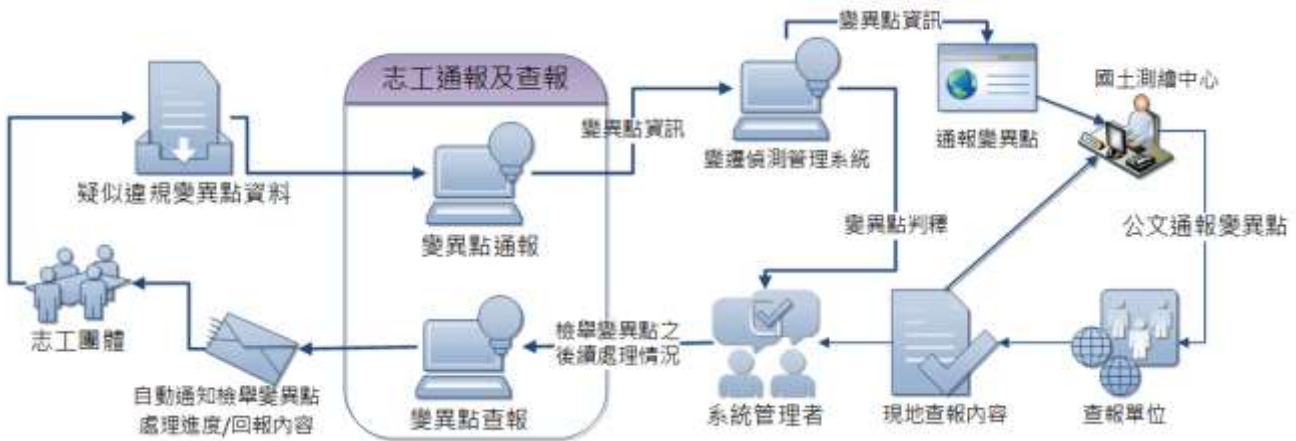 變異點資訊
志工通報及查報
國土測繪中心
變異點資訊
通報變異點
變遷偵測管理系統
疑似違規變異點資料
變異點通報
變異點判釋
公文通報變異點
志工團體
檢舉變異點之
後續處理情況
自動通知檢舉變異點
處理進度/回報內容
變異點查報
系統管理者
現地查報內容
查報單位